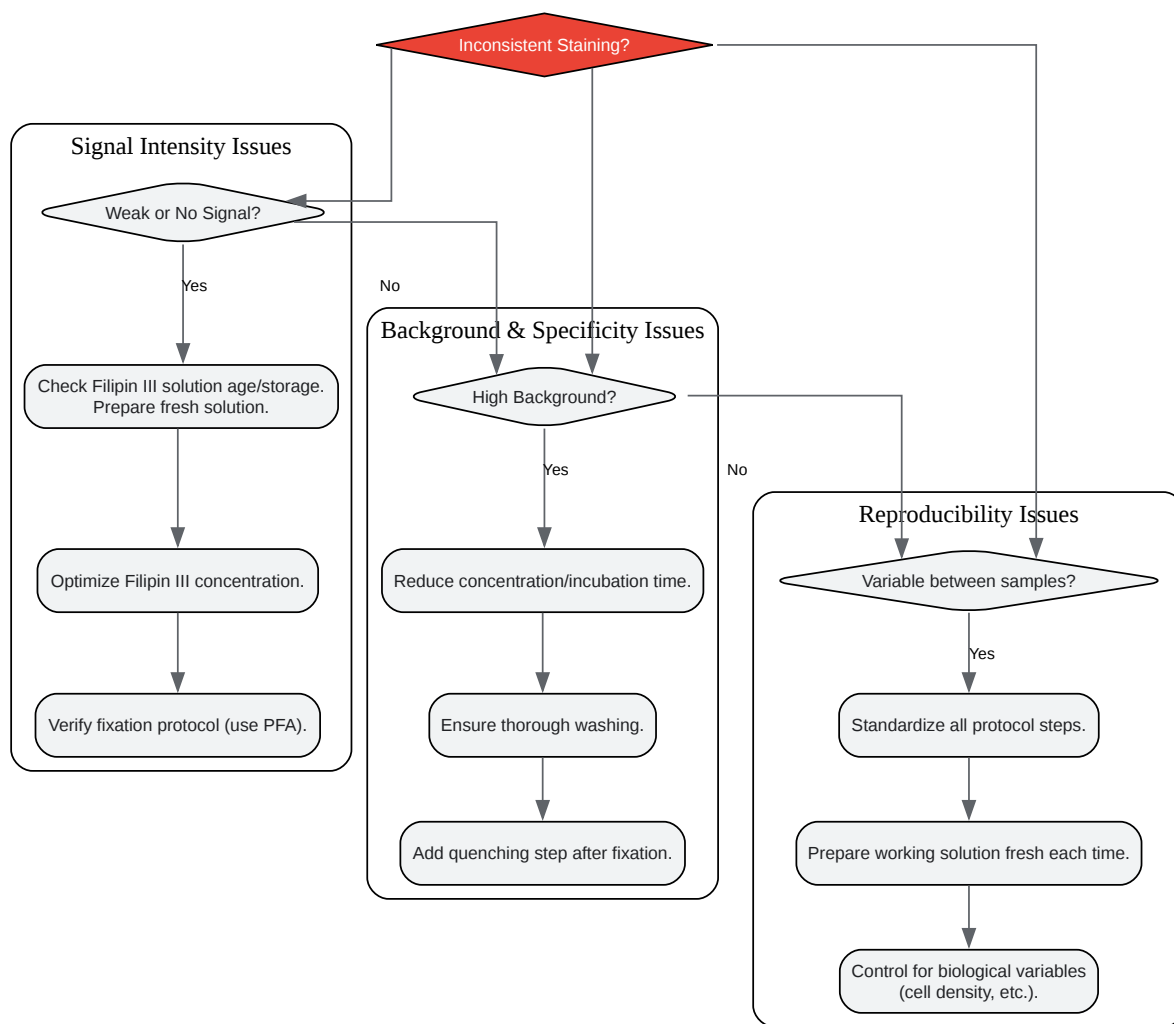 Inconsistent Staining?
Signal Intensity Issues
Weak or No Signal?
Yes
No
Check Filipin III solution age/storage.
Prepare fresh solution.
Optimize Filipin III concentration.
Verify fixation protocol (use PFA).
Background & Specificity Issues
High Background?
Yes
No
Reduce concentration/incubation time.
Ensure thorough washing.
Add quenching step after fixation.
Reproducibility Issues
Variable between samples?
Yes
Standardize all protocol steps.
Prepare working solution fresh each time.
Control for biological variables
(cell density, etc.).